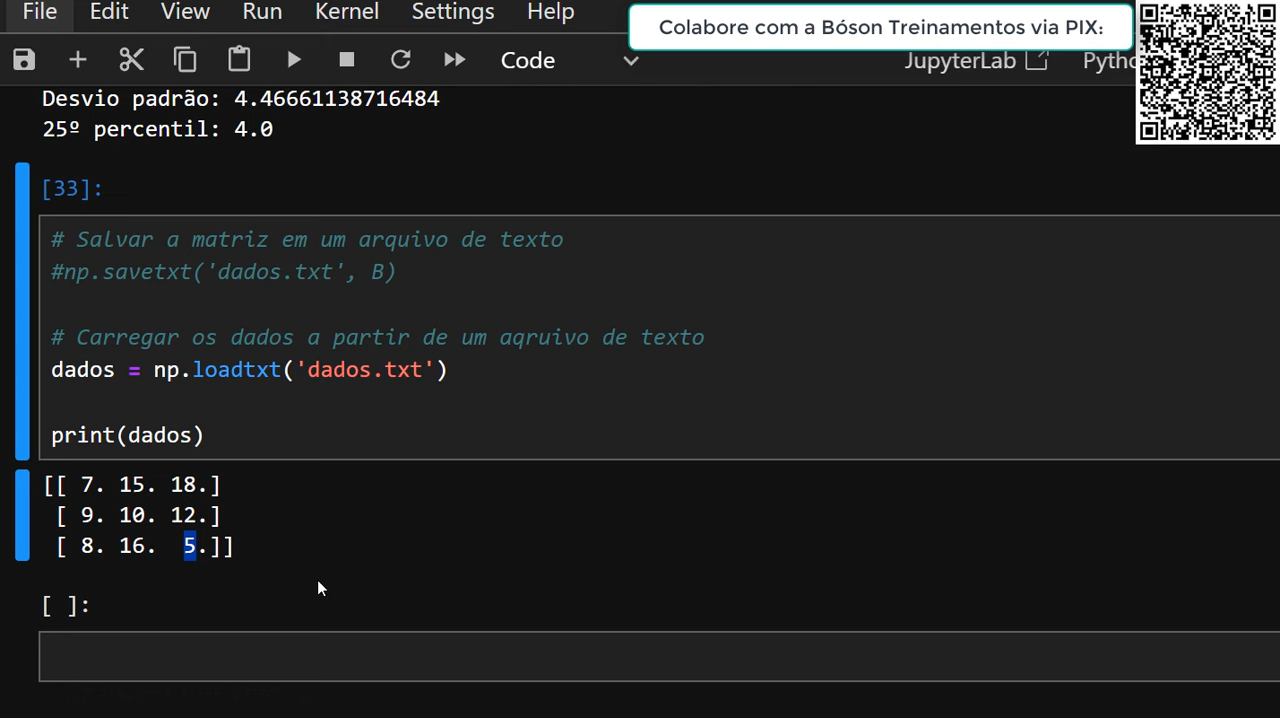 File Edit View Run Kernel Settings Help
Colabore com a Bóson Treinamentos via PIX:
Code
JupyterLab
Desvio padrão: 4.46661138716484
25º percentil: 4.0
[33]:
# Salvar a matriz em um arquivo de texto
#np.savetxt('dados.txt', B)
# Carregar os dados a partir de um aqruivo de texto
dados = np.loadtxt('dados.txt')
print(dados)
[[ 7. 15. 18.]
[ 9. 10. 12.]
[ 8. 16. 5.]]
[ ]: